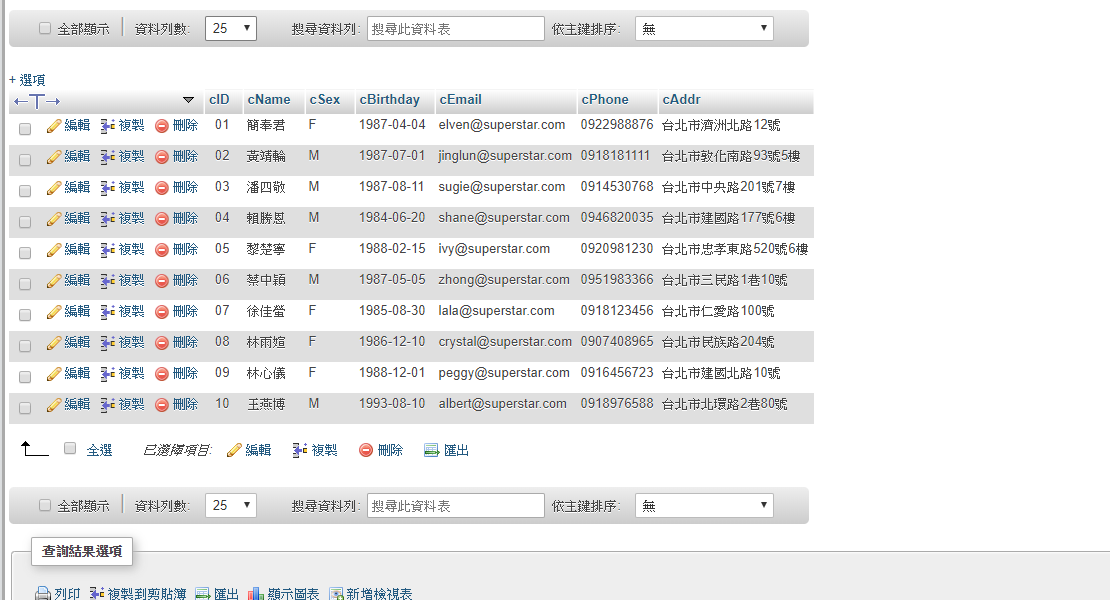 全部顯示 資料列數: 25 搜尋資料列: 搜尋此資料表 依主鍵排序: 無
+ 選項
←T→ cID cName cSex cBirthday cEmail cPhone cAddr
編輯 複製 刪除 01 簡奉君 F 1987-04-04 elven@superstar.com 0922988876 台北市濟洲北路12號
編輯 複製 刪除 02 黃靖輪 M 1987-07-01 jinglun@superstar.com 0918181111 台北市敦化南路93號5樓
編輯 複製 刪除 03 潘四敬 M 1987-08-11 sugie@superstar.com 0914530768 台北市中央路201號7樓
編輯 複製 刪除 04 賴勝恩 M 1984-06-20 shane@superstar.com 0946820035 台北市建國路177號6樓
編輯 複製 刪除 05 黎楚寧 F 1988-02-15 ivy@superstar.com 0920981230 台北市忠孝東路520號6樓
編輯 複製 刪除 06 蔡中穎 M 1987-05-05 zhong@superstar.com 0951983366 台北市三民路1巷10號
編輯 複製 刪除 07 徐佳螢 F 1985-08-30 lala@superstar.com 0918123456 台北市仁愛路100號
編輯 複製 刪除 08 林雨媗 F 1986-12-10 crystal@superstar.com 0907408965 台北市民族路204號
編輯 複製 刪除 09 林心儀 F 1988-12-01 peggy@superstar.com 0916456723 台北市建國北路10號
編輯 複製 刪除 10 王燕博 M 1993-08-10 albert@superstar.com 0918976588 台北市北環路2巷80號
全選 已選擇項目: 編輯 複製 刪除 匯出
全部顯示 資料列數: 25 搜尋資料列: 搜尋此資料表 依主鍵排序: 無
查詢結果選項
列印 複製到剪貼簿 匯出 顯示圖表 新增檢視表